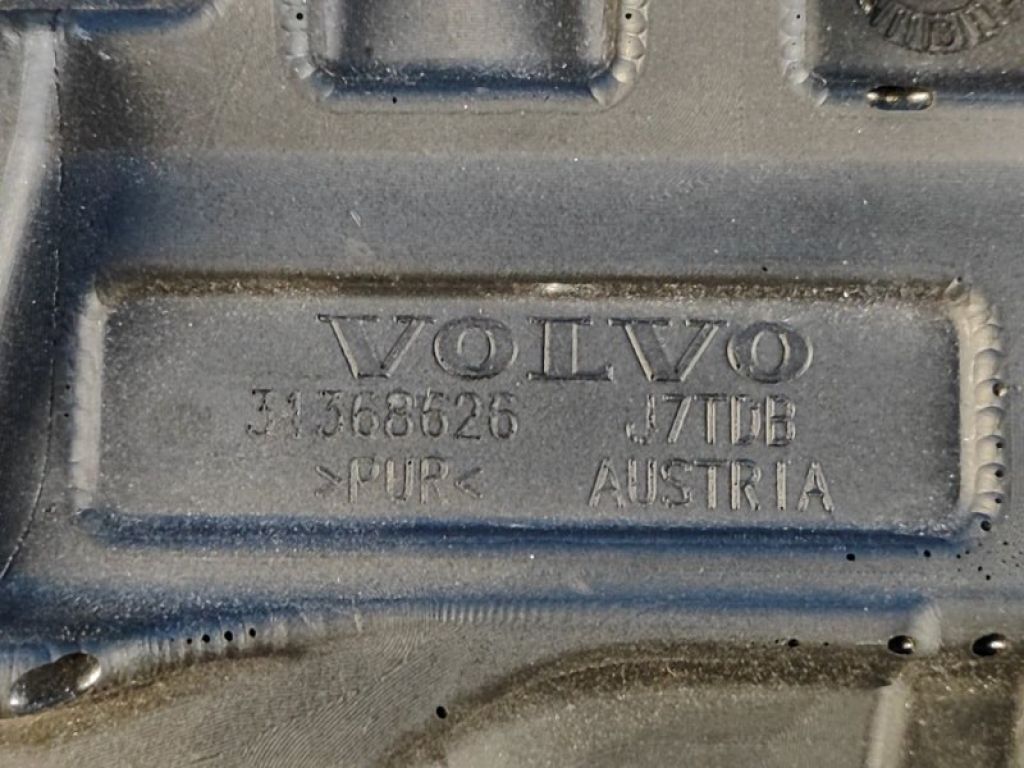 VOLVO
31368626 J7TDB
>PUR< AUSTRIA